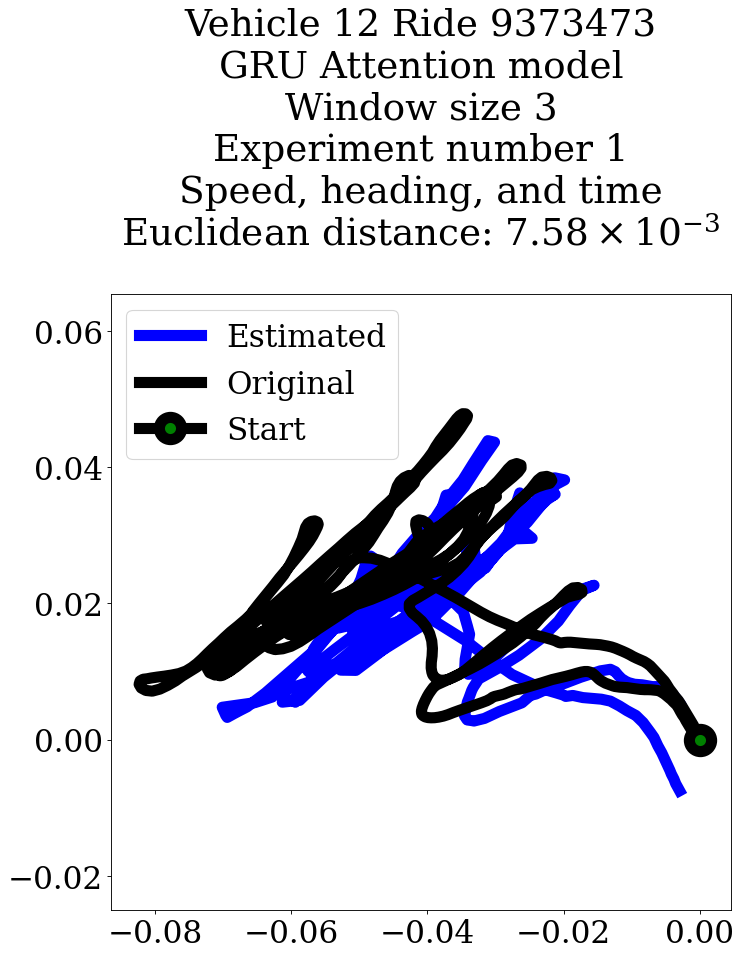 Vehicle 12 Ride 9373473
GRU Attention model
Window size 3
Experiment number 1
Speed, heading, and time
Euclidean distance: 7.58 × 10⁻³
Estimated
Original
Start
0.06
0.04
0.02
0.00
−0.02
−0.08
−0.06
−0.04
−0.02
0.00